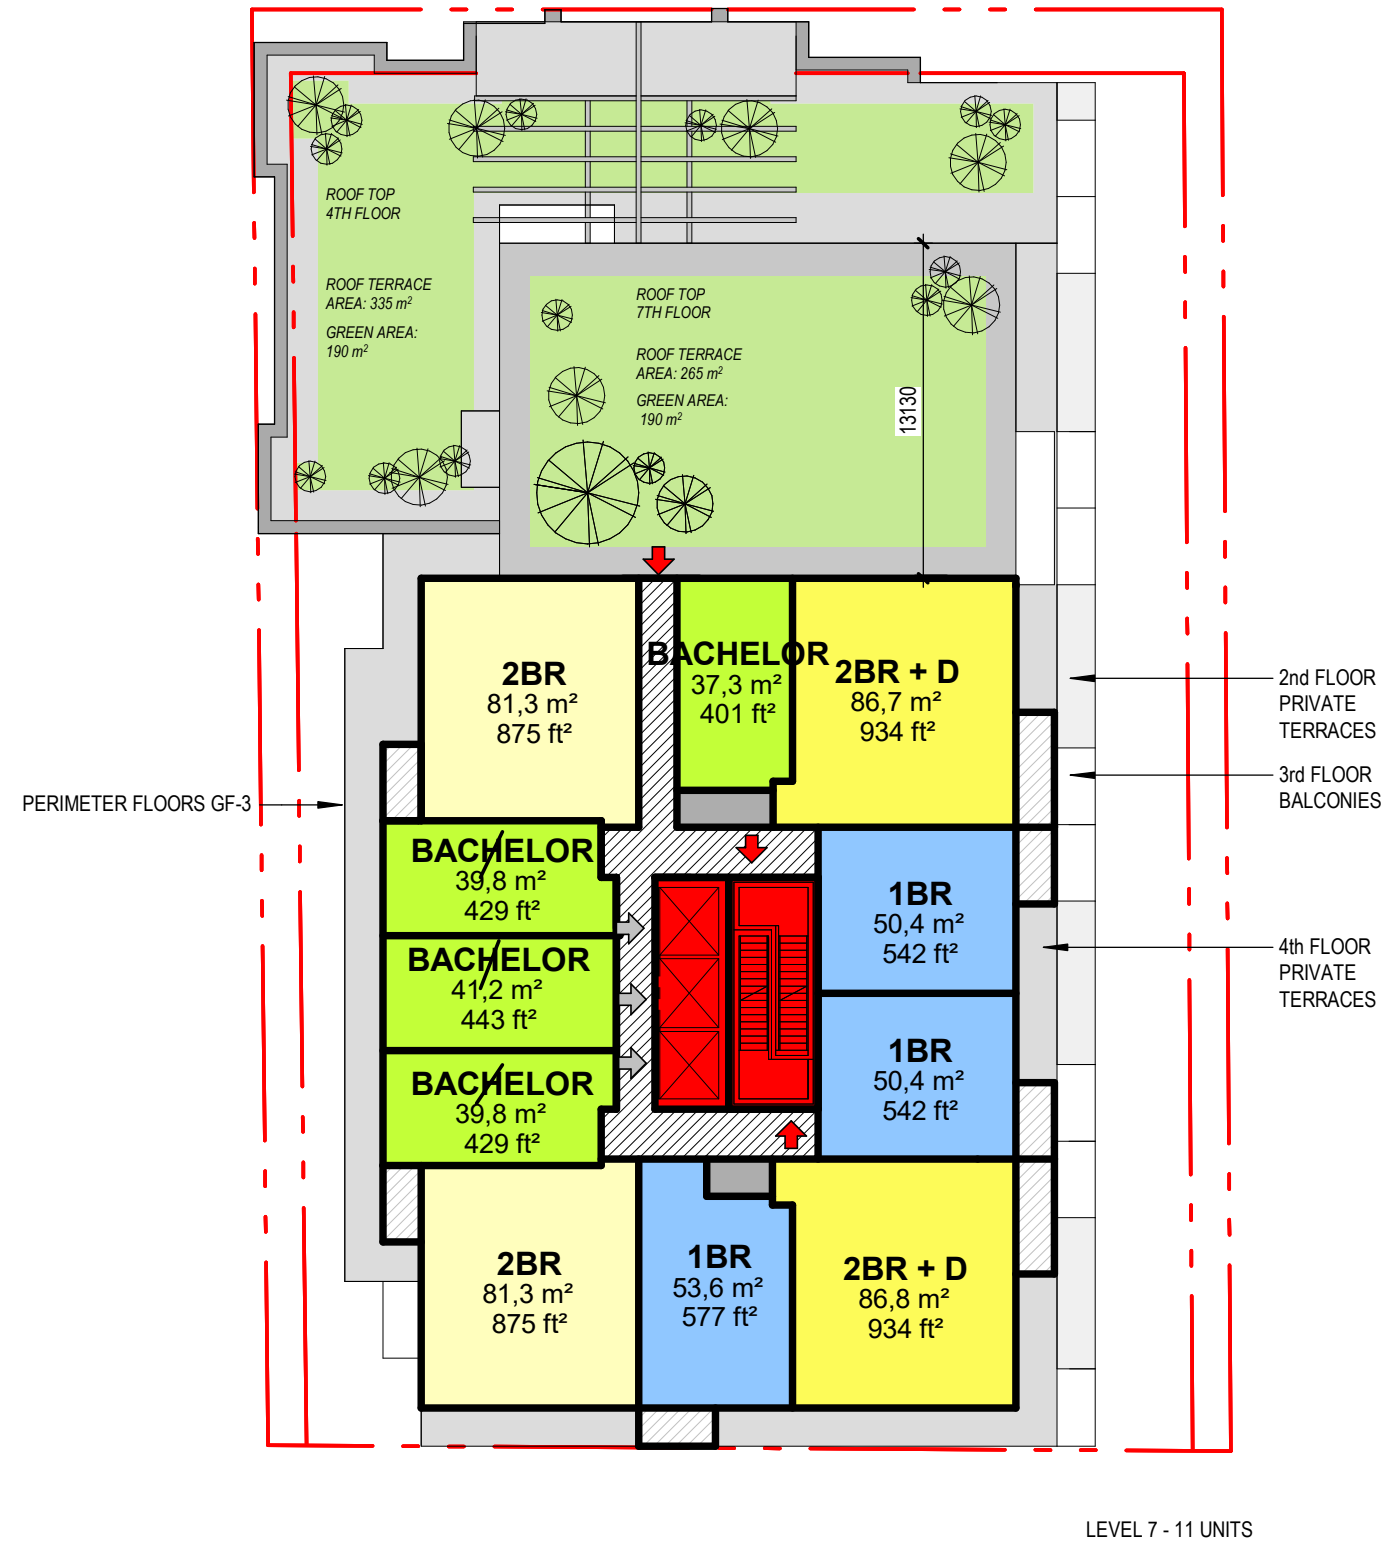 ROOF TOP
4TH FLOOR
ROOF TERRACE
AREA: 335 m²
GREEN AREA:
190 m²
ROOF TOP
7TH FLOOR
ROOF TERRACE
AREA: 265 m²
GREEN AREA:
190 m²
13130
2BR
81,3 m²
875 ft²
BACHELOR
37,3 m²
401 ft²
2BR + D
86,7 m²
934 ft²
2nd FLOOR
PRIVATE
TERRACES
3rd FLOOR
BALCONIES
PERIMETER FLOORS GF-3
BACHELOR
39,8 m²
429 ft²
1BR
50,4 m²
542 ft²
4th FLOOR
PRIVATE
TERRACES
BACHELOR
41,2 m²
443 ft²
1BR
50,4 m²
542 ft²
BACHELOR
39,8 m²
429 ft²
2BR
81,3 m²
875 ft²
1BR
53,6 m²
577 ft²
2BR + D
86,8 m²
934 ft²
LEVEL 7 - 11 UNITS